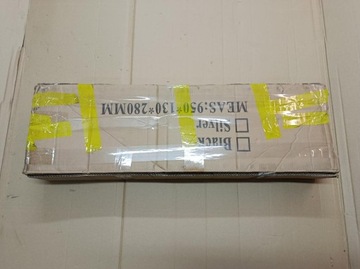 □ Black
□ Silver
MEAS:950*130*280MM